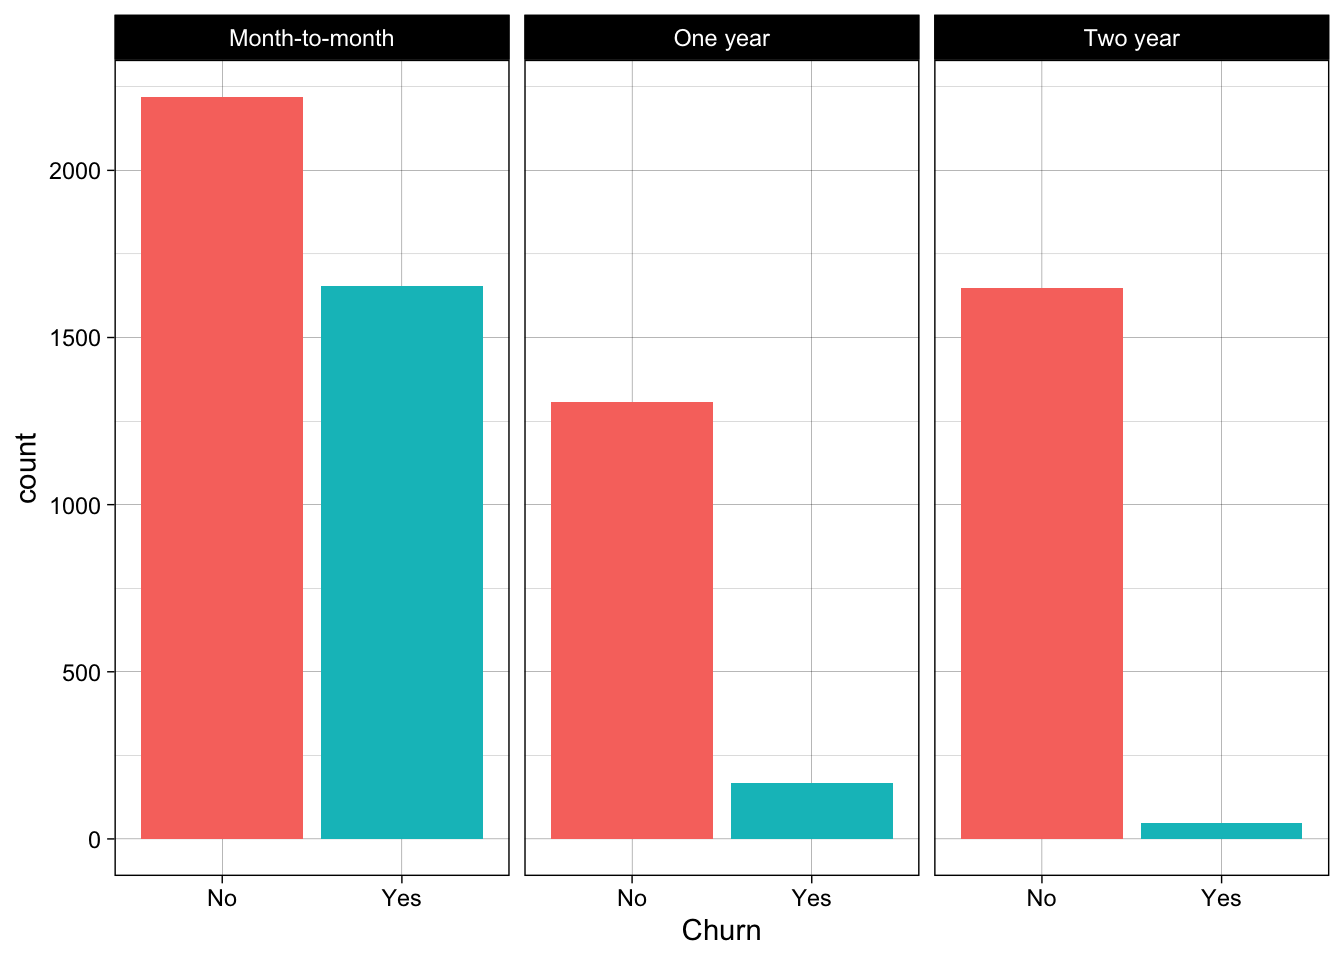 Month-to-month
One year
Two year
count
2000
1500
1000
500
0
No
Yes
No
Yes
No
Yes
Churn